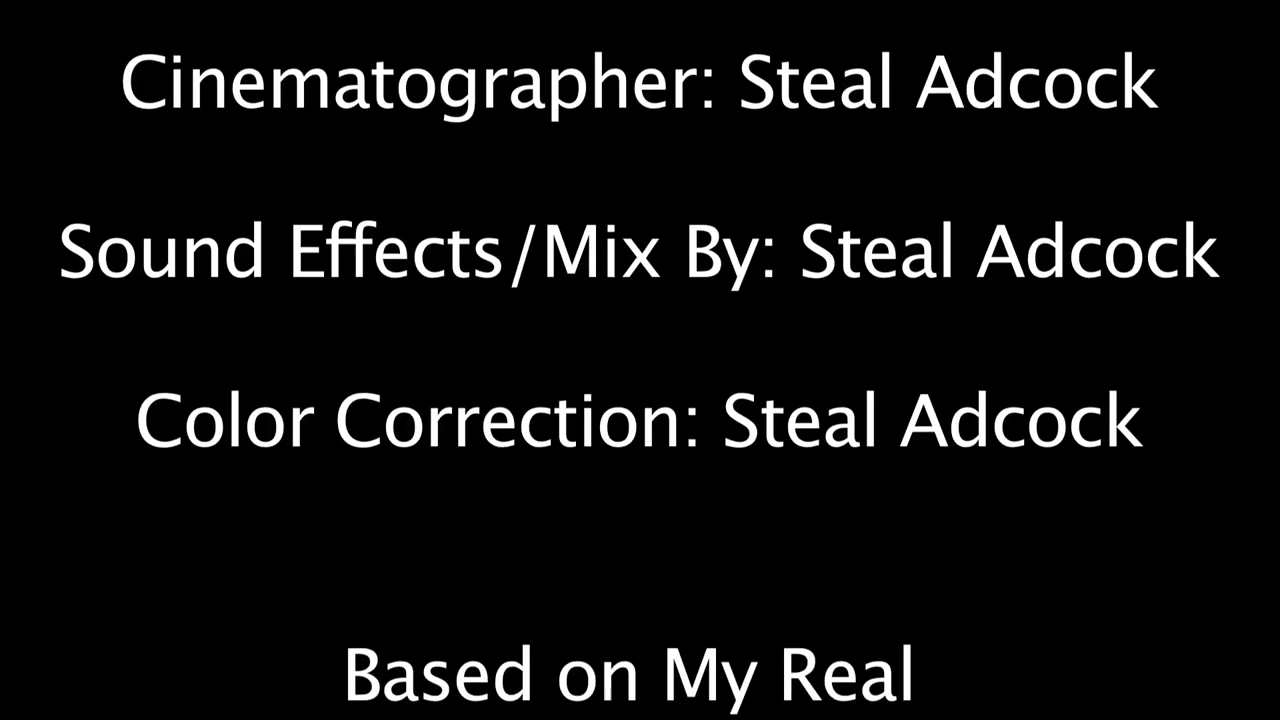 Cinematographer: Steal Adcock
Sound Effects/Mix By: Steal Adcock
Color Correction: Steal Adcock
Based on My Real